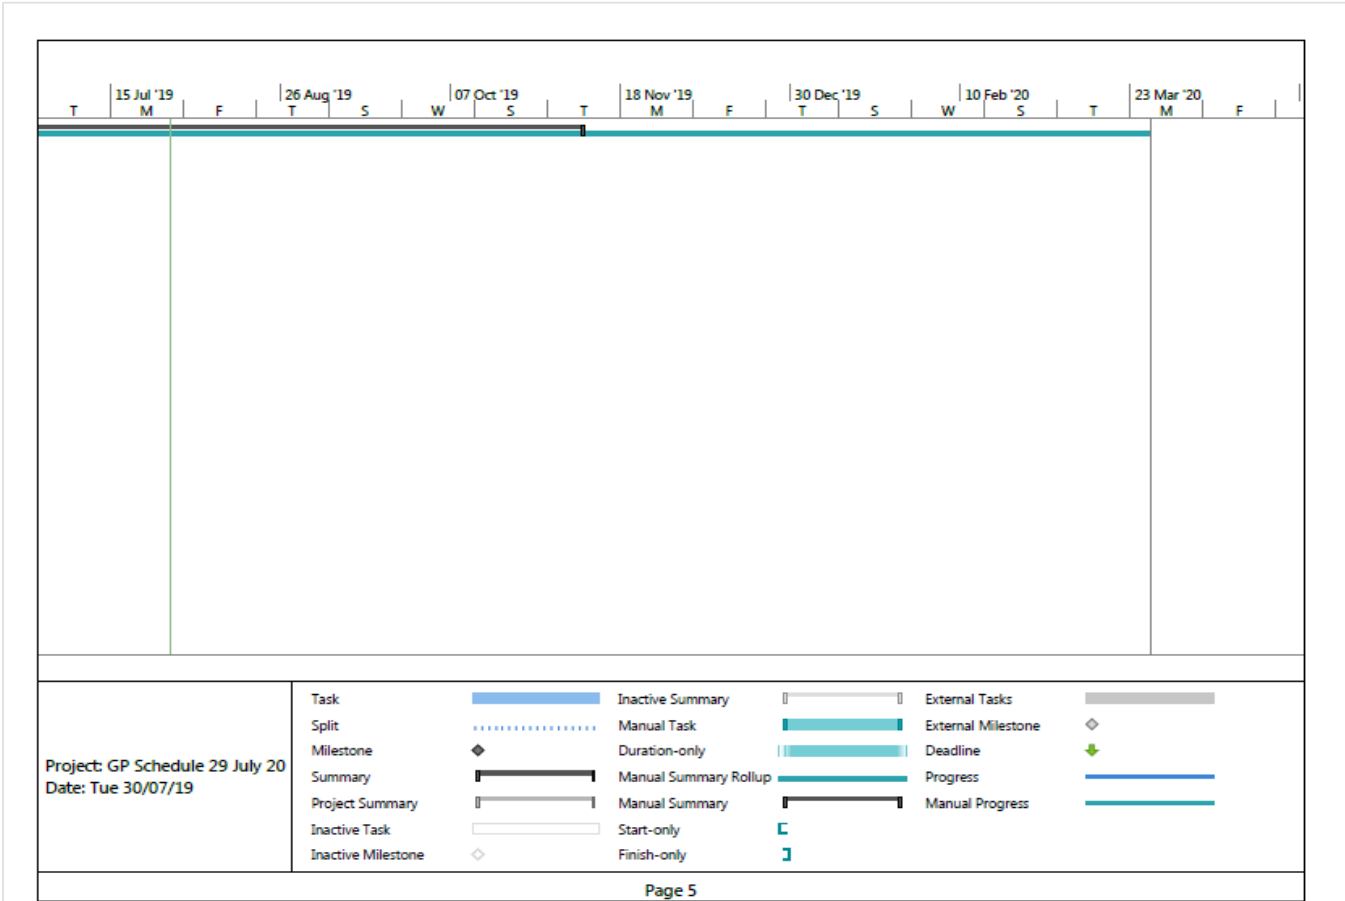 15 Jul '19 26 Aug '19 07 Oct '19 18 Nov '19 30 Dec '19 10 Feb '20 23 Mar '20
T M F T S W S T M F T S W S T M F
Task Inactive Summary External Tasks
Split Manual Task External Milestone
Milestone Duration-only Deadline
Project: GP Schedule 29 July 20
Date: Tue 30/07/19
Summary Manual Summary Rollup Progress
Project Summary Manual Summary Manual Progress
Inactive Task Start-only
Inactive Milestone Finish-only
Page 5